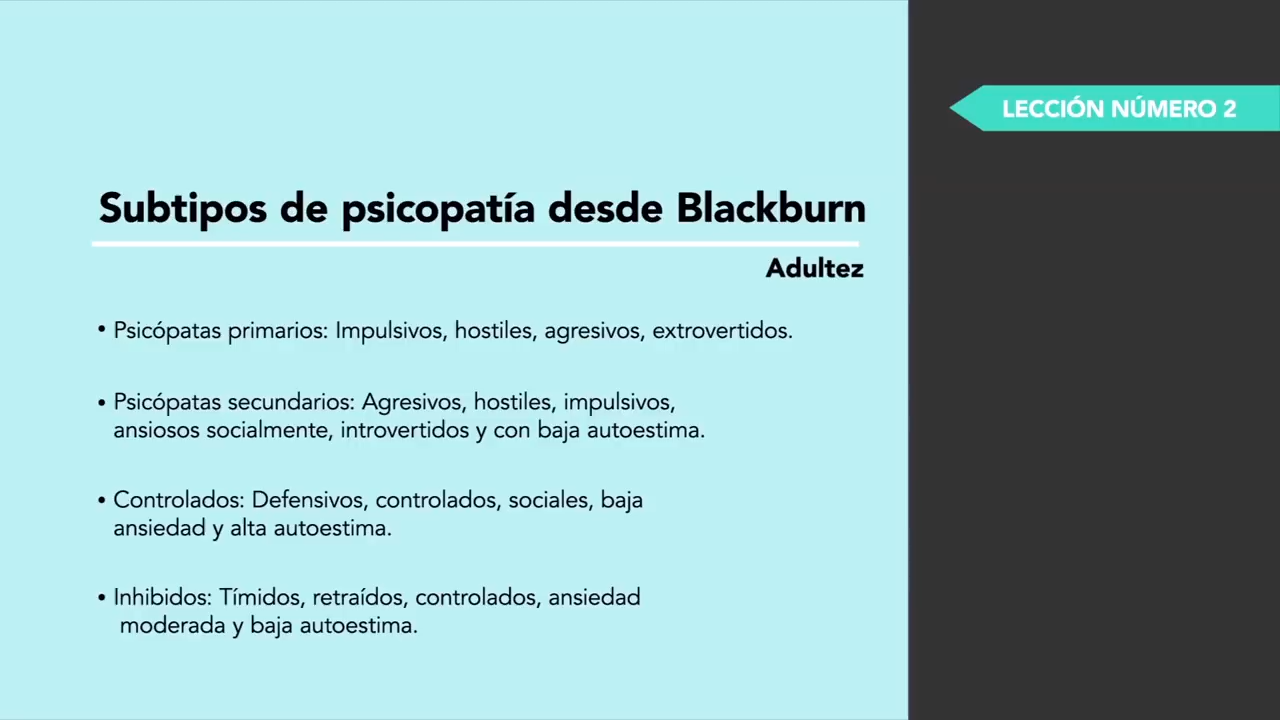 LECCIÓN NÚMERO 2
Subtipos de psicopatía desde Blackburn
Adultez
• Psicópatas primarios: Impulsivos, hostiles, agresivos, extrovertidos.
• Psicópatas secundarios: Agresivos, hostiles, impulsivos,
ansiosos socialmente, introvertidos y con baja autoestima.
• Controlados: Defensivos, controlados, sociales, baja
ansiedad y alta autoestima.
• Inhibidos: Tímidos, retraídos, controlados, ansiedad
moderada y baja autoestima.